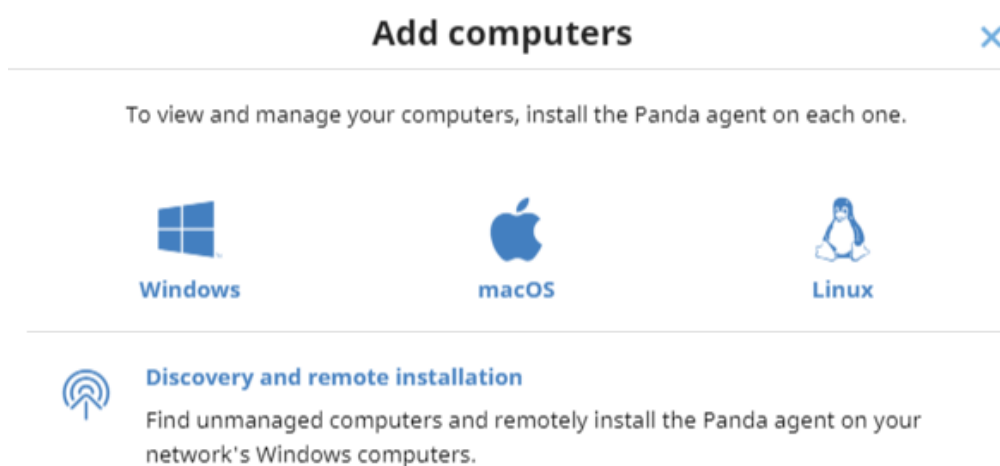 Add computers
To view and manage your computers, install the Panda agent on each one.
Windows
macOS
Linux
Discovery and remote installation
Find unmanaged computers and remotely install the Panda agent on your
network's Windows computers.